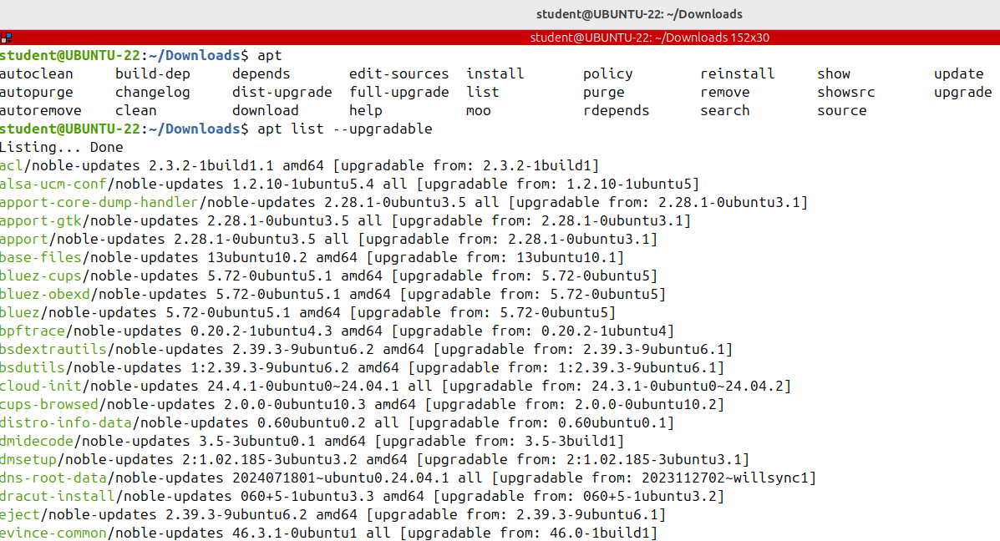 student@UBUNTU-22: ~/Downloads
student@UBUNTU-22: ~/Downloads 152x30
student@UBUNTU-22:~/Downloads$ apt
autoclean build-dep depends edit-sources install policy reinstall show update
autopurge changelog dist-upgrade full-upgrade list purge remove showsrc upgrade
autoremove clean download help moo rdepends search source
student@UBUNTU-22:~/Downloads$ apt list --upgradable
Listing... Done
acl/noble-updates 2.3.2-1build1.1 amd64 [upgradable from: 2.3.2-1build1]
alsa-ucm-conf/noble-updates 1.2.10-1ubuntu5.4 all [upgradable from: 1.2.10-1ubuntu5]
apport-core-dump-handler/noble-updates 2.28.1-0ubuntu3.5 all [upgradable from: 2.28.1-0ubuntu3.1]
apport-gtk/noble-updates 2.28.1-0ubuntu3.5 all [upgradable from: 2.28.1-0ubuntu3.1]
apport/noble-updates 2.28.1-0ubuntu3.5 all [upgradable from: 2.28.1-0ubuntu3.1]
base-files/noble-updates 13ubuntu10.2 amd64 [upgradable from: 13ubuntu10.1]
bluez-cups/noble-updates 5.72-0ubuntu5.1 amd64 [upgradable from: 5.72-0ubuntu5]
bluez-obexd/noble-updates 5.72-0ubuntu5.1 amd64 [upgradable from: 5.72-0ubuntu5]
bluez/noble-updates 5.72-0ubuntu5.1 amd64 [upgradable from: 5.72-0ubuntu5]
bpftrace/noble-updates 0.20.2-1ubuntu4.3 amd64 [upgradable from: 0.20.2-1ubuntu4]
bsdextrautils/noble-updates 2.39.3-9ubuntu6.2 amd64 [upgradable from: 2.39.3-9ubuntu6.1]
bsdutils/noble-updates 1:2.39.3-9ubuntu6.2 amd64 [upgradable from: 1:2.39.3-9ubuntu6.1]
cloud-init/noble-updates 24.4.1-0ubuntu0~24.04.1 all [upgradable from: 24.3.1-0ubuntu0~24.04.2]
cups-browsed/noble-updates 2.0.0-0ubuntu10.3 amd64 [upgradable from: 2.0.0-0ubuntu10.2]
distro-info-data/noble-updates 0.60ubuntu0.2 all [upgradable from: 0.60ubuntu0.1]
dmidecode/noble-updates 3.5-3ubuntu0.1 amd64 [upgradable from: 3.5-3build1]
dmsetup/noble-updates 2:1.02.185-3ubuntu3.2 amd64 [upgradable from: 2:1.02.185-3ubuntu3.1]
dns-root-data/noble-updates 2024071801~ubuntu0.24.04.1 all [upgradable from: 2023112702~willsync1]
dracut-install/noble-updates 060+5-1ubuntu3.3 amd64 [upgradable from: 060+5-1ubuntu3.2]
eject/noble-updates 2.39.3-9ubuntu6.2 amd64 [upgradable from: 2.39.3-9ubuntu6.1]
evince-common/noble-updates 46.3.1-0ubuntu1 all [upgradable from: 46.0-1build1]